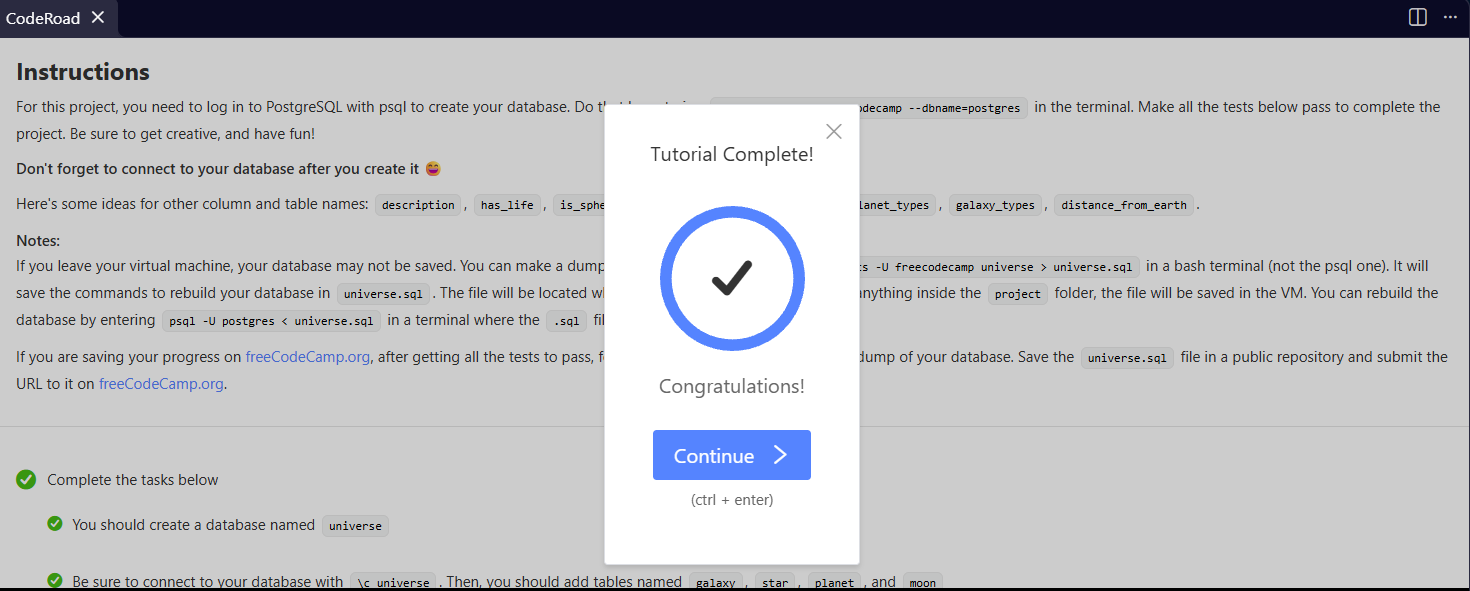 CodeRoad
Instructions
For this project, you need to log in to PostgreSQL with psql to create your database. Do that decamp --dbname=postgres in the terminal. Make all the tests below pass to complete the
project. Be sure to get creative, and have fun!
Don't forget to connect to your database after you create it 😄
Here's some ideas for other column and table names: description, has_life, is_sphe lanet_types, galaxy_types, distance_from_earth.
Notes:
If you leave your virtual machine, your database may not be saved. You can make a dump s -U freecodecamp universe > universe.sql in a bash terminal (not the psql one). It will
save the commands to rebuild your database in universe.sql. The file will be located w nything inside the project folder, the file will be saved in the VM. You can rebuild the
database by entering psql -U postgres < universe.sql in a terminal where the .sql fil
If you are saving your progress on freeCodeCamp.org, after getting all the tests to pass, f dump of your database. Save the universe.sql file in a public repository and submit the
URL to it on freeCodeCamp.org.
Complete the tasks below
You should create a database named universe
Be sure to connect to your database with \c universe. Then, you should add tables named galaxy, star, planet, and moon
Tutorial Complete!
Congratulations!
Continue
(ctrl + enter)